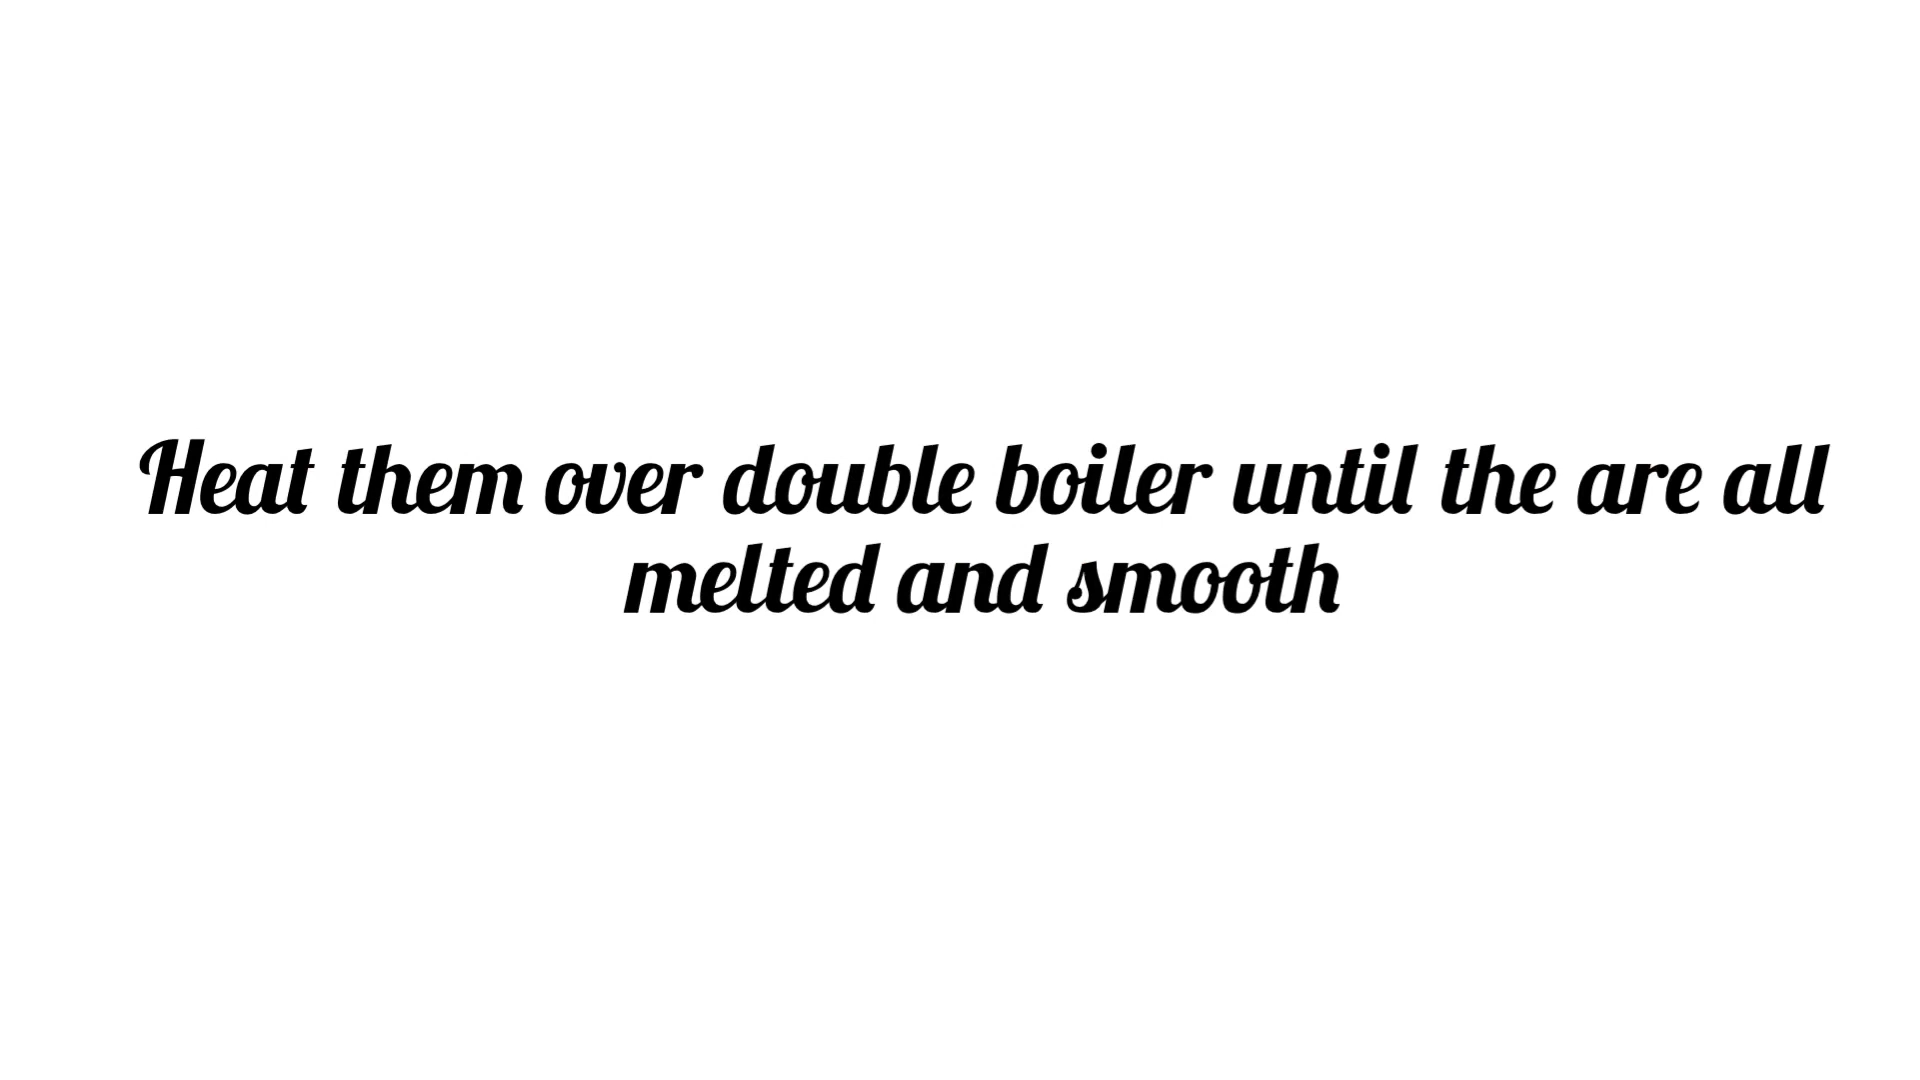 Heat them over double boiler until the are all
melted and smooth